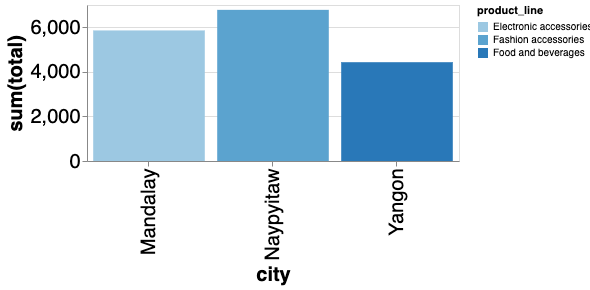 sum(total)
6,000
4,000
2,000
0
Mandalay
Naypyitaw
Yangon
city
product_line
Electronic accessories
Fashion accessories
Food and beverages